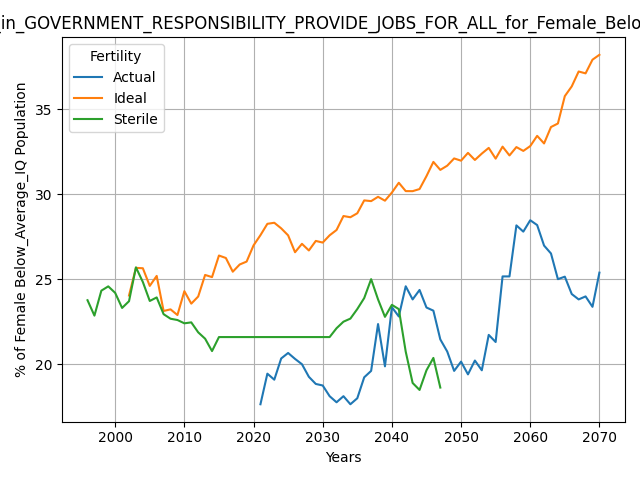 _in_GOVERNMENT_RESPONSIBILITY_PROVIDE_JOBS_FOR_ALL_for_Female_Belo
Fertility
Actual
Ideal
Sterile
% of Female Below_Average_IQ Population
35
30
25
20
2000 2010 2020 2030 2040 2050 2060 2070
Years